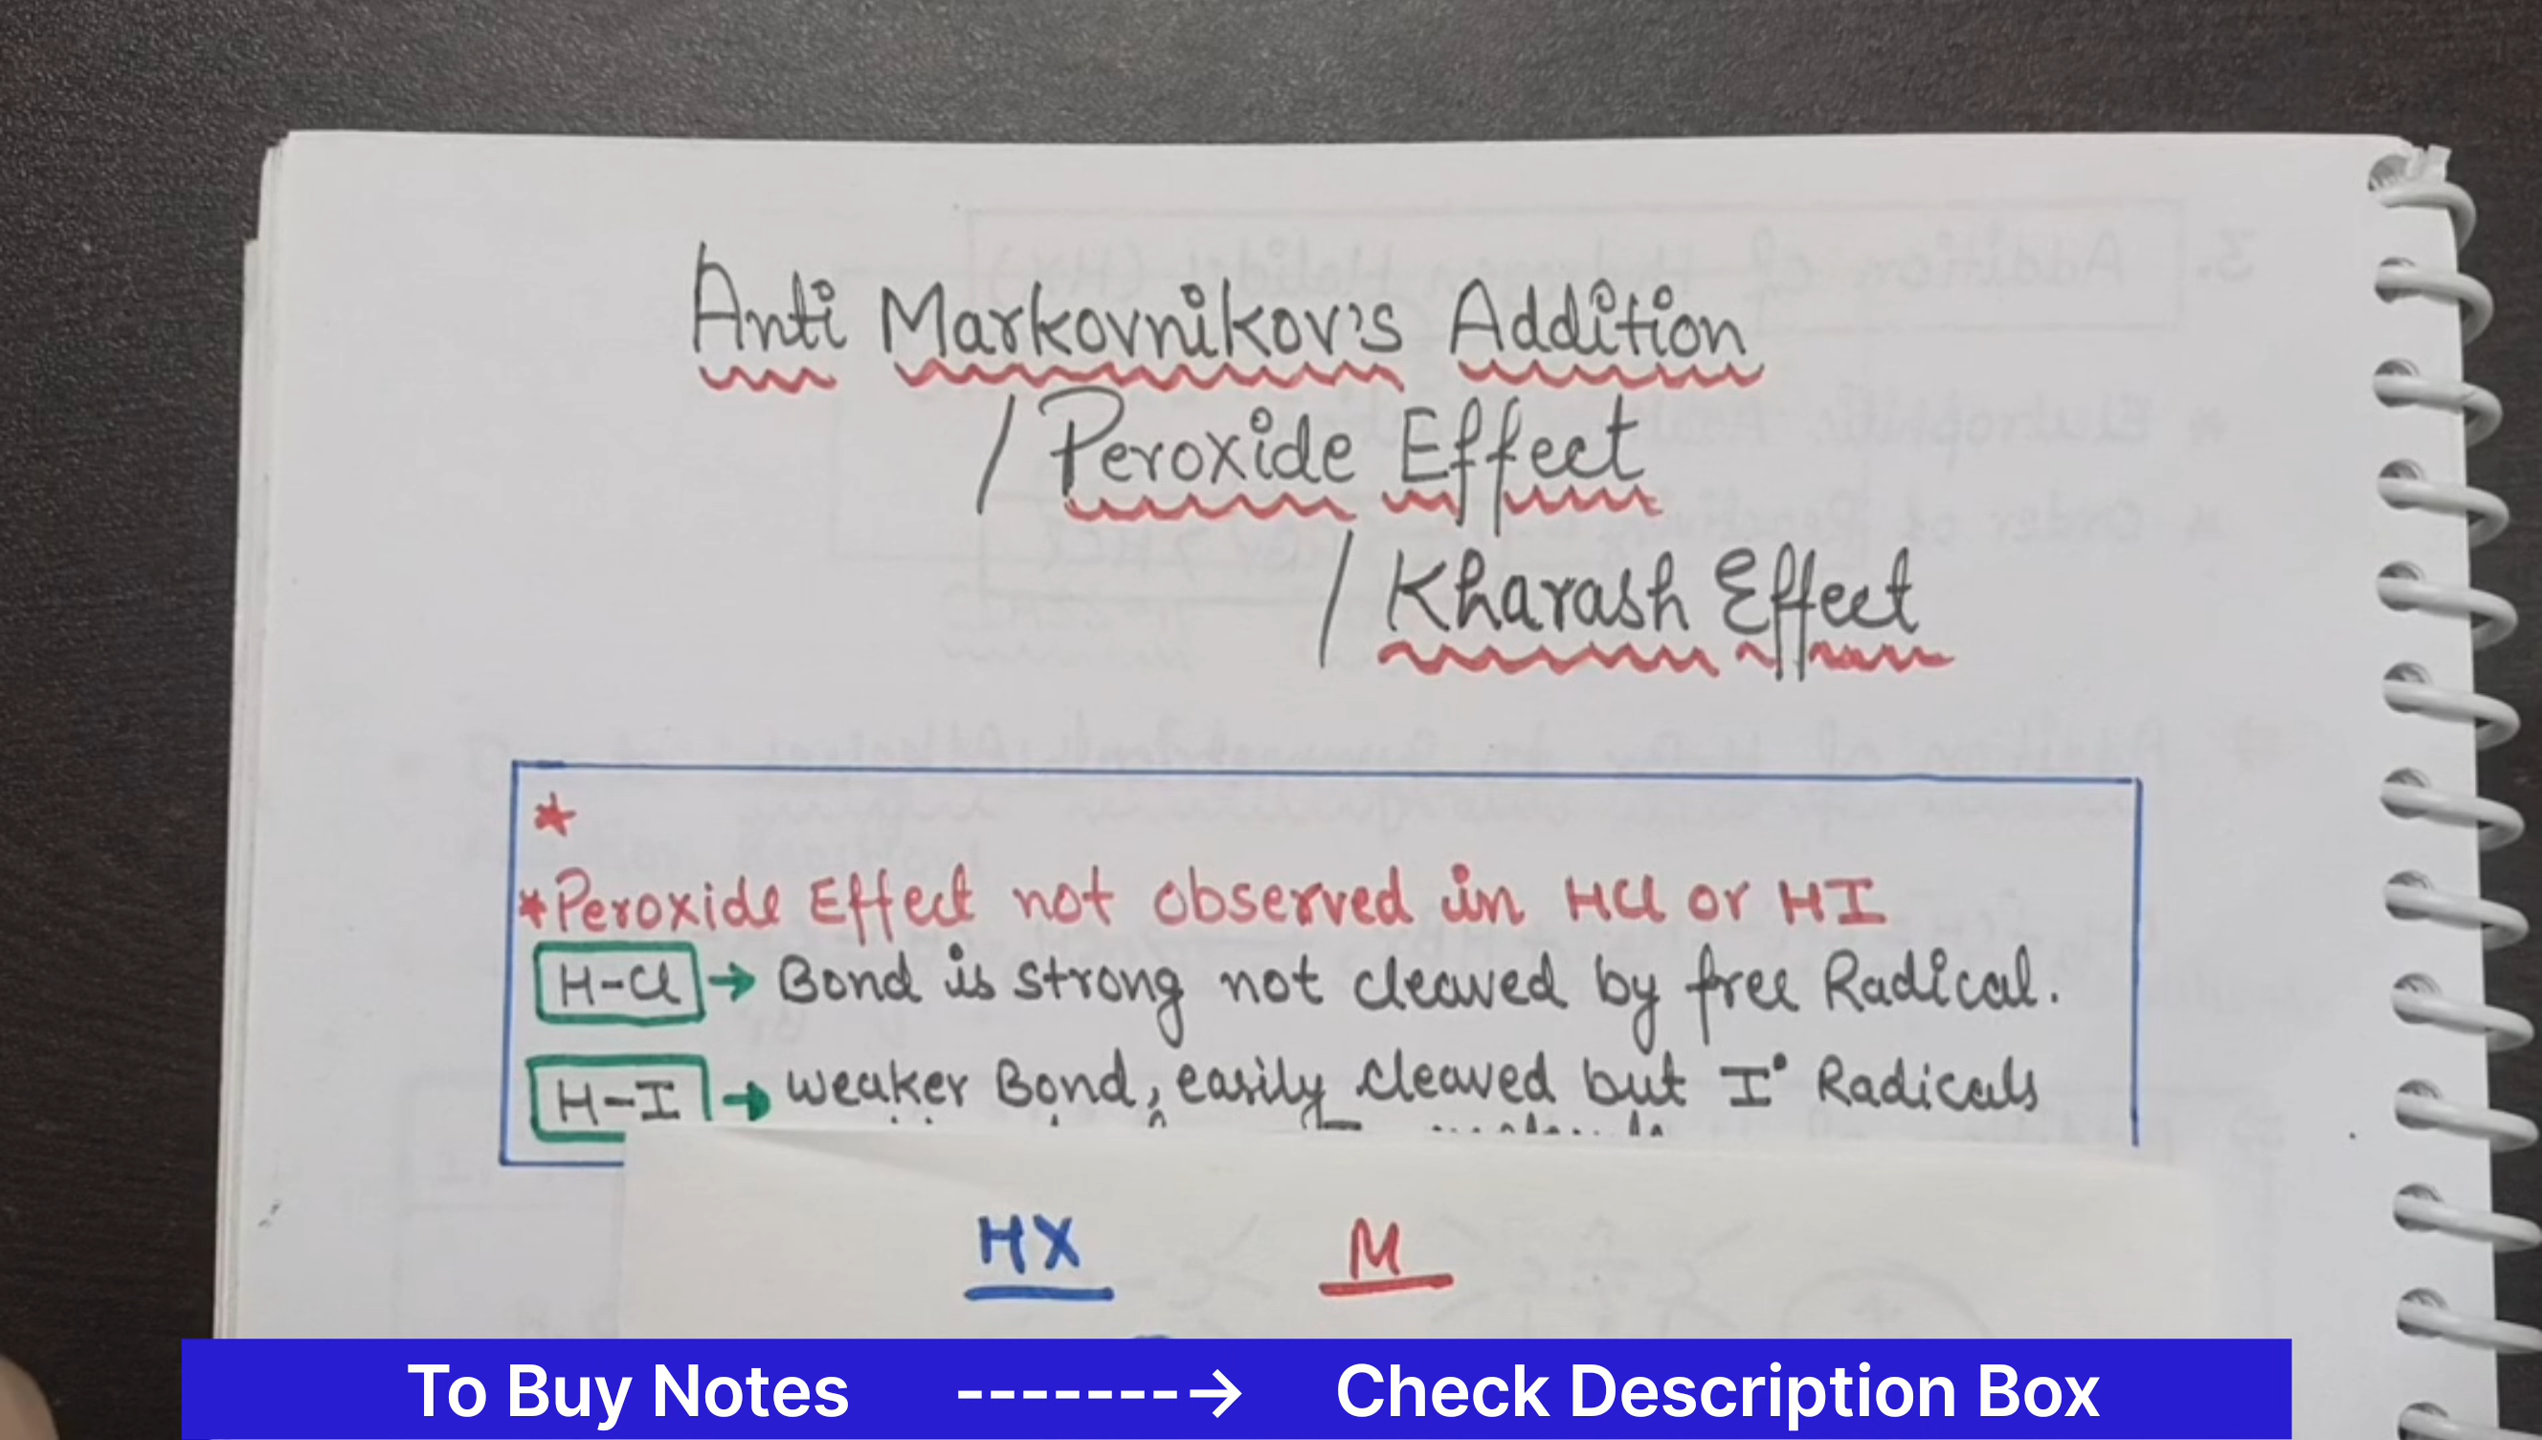 Anti Markovnikov's Addition
/ Peroxide Effect
/ Kharash Effect
*
*Peroxide Effect not observed in HCl or HI
H-Cl → Bond is strong not cleaved by free Radical.
H-I → weaker Bond, easily cleaved but I• Radicals
HX M
To Buy Notes -------→ Check Description Box